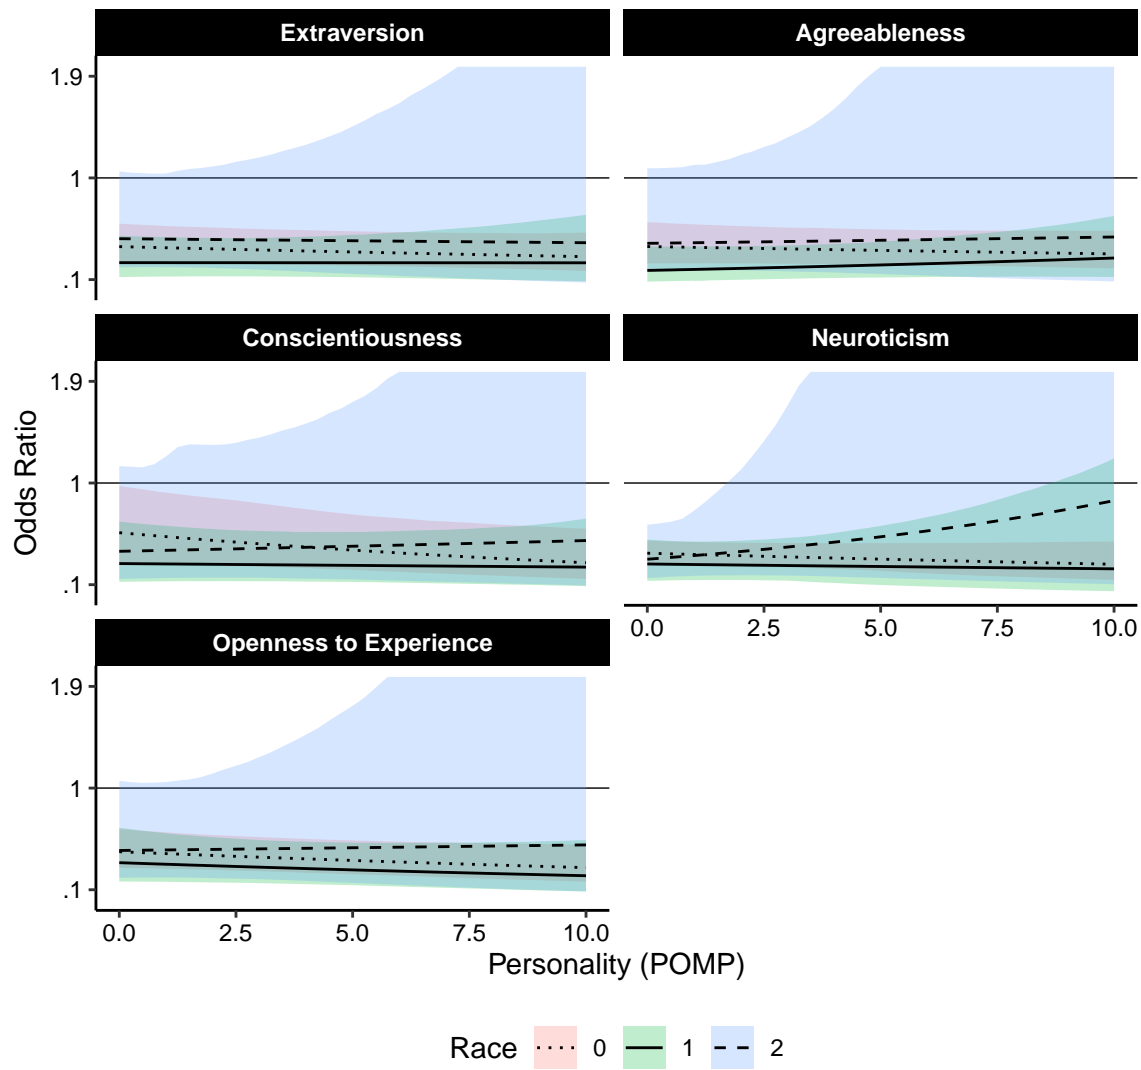 Extraversion Agreeableness
1.9
1
.1
Conscientiousness Neuroticism
1.9
1
.1
0.0 2.5 5.0 7.5 10.0
Openness to Experience
1.9
1
.1
0.0 2.5 5.0 7.5 10.0
Odds Ratio
Personality (POMP)
Race 0 1 2